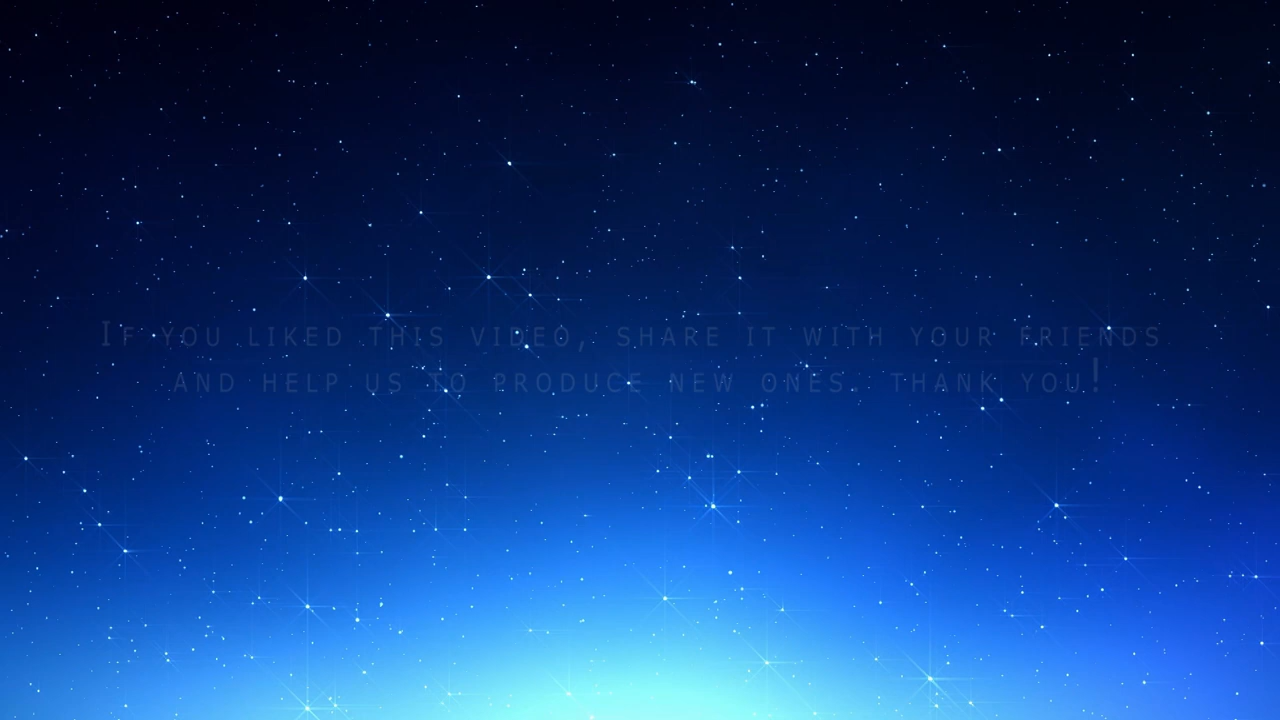 If you liked this video, share it with your friends
and help us to produce new ones. Thank you!